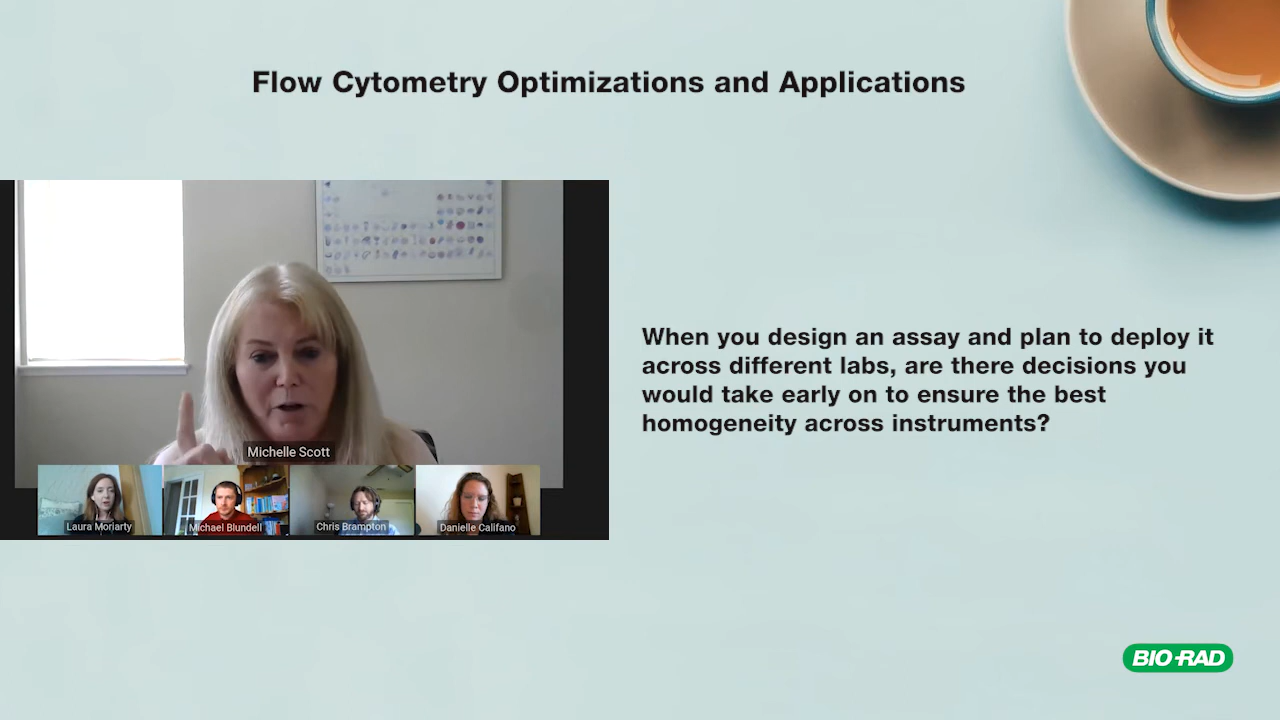 Flow Cytometry Optimizations and Applications
Michelle Scott
Laura Moriarty
Michael Blundell
Chris Brampton
Danielle Califano
When you design an assay and plan to deploy it
across different labs, are there decisions you
would take early on to ensure the best
homogeneity across instruments?
BIO-RAD